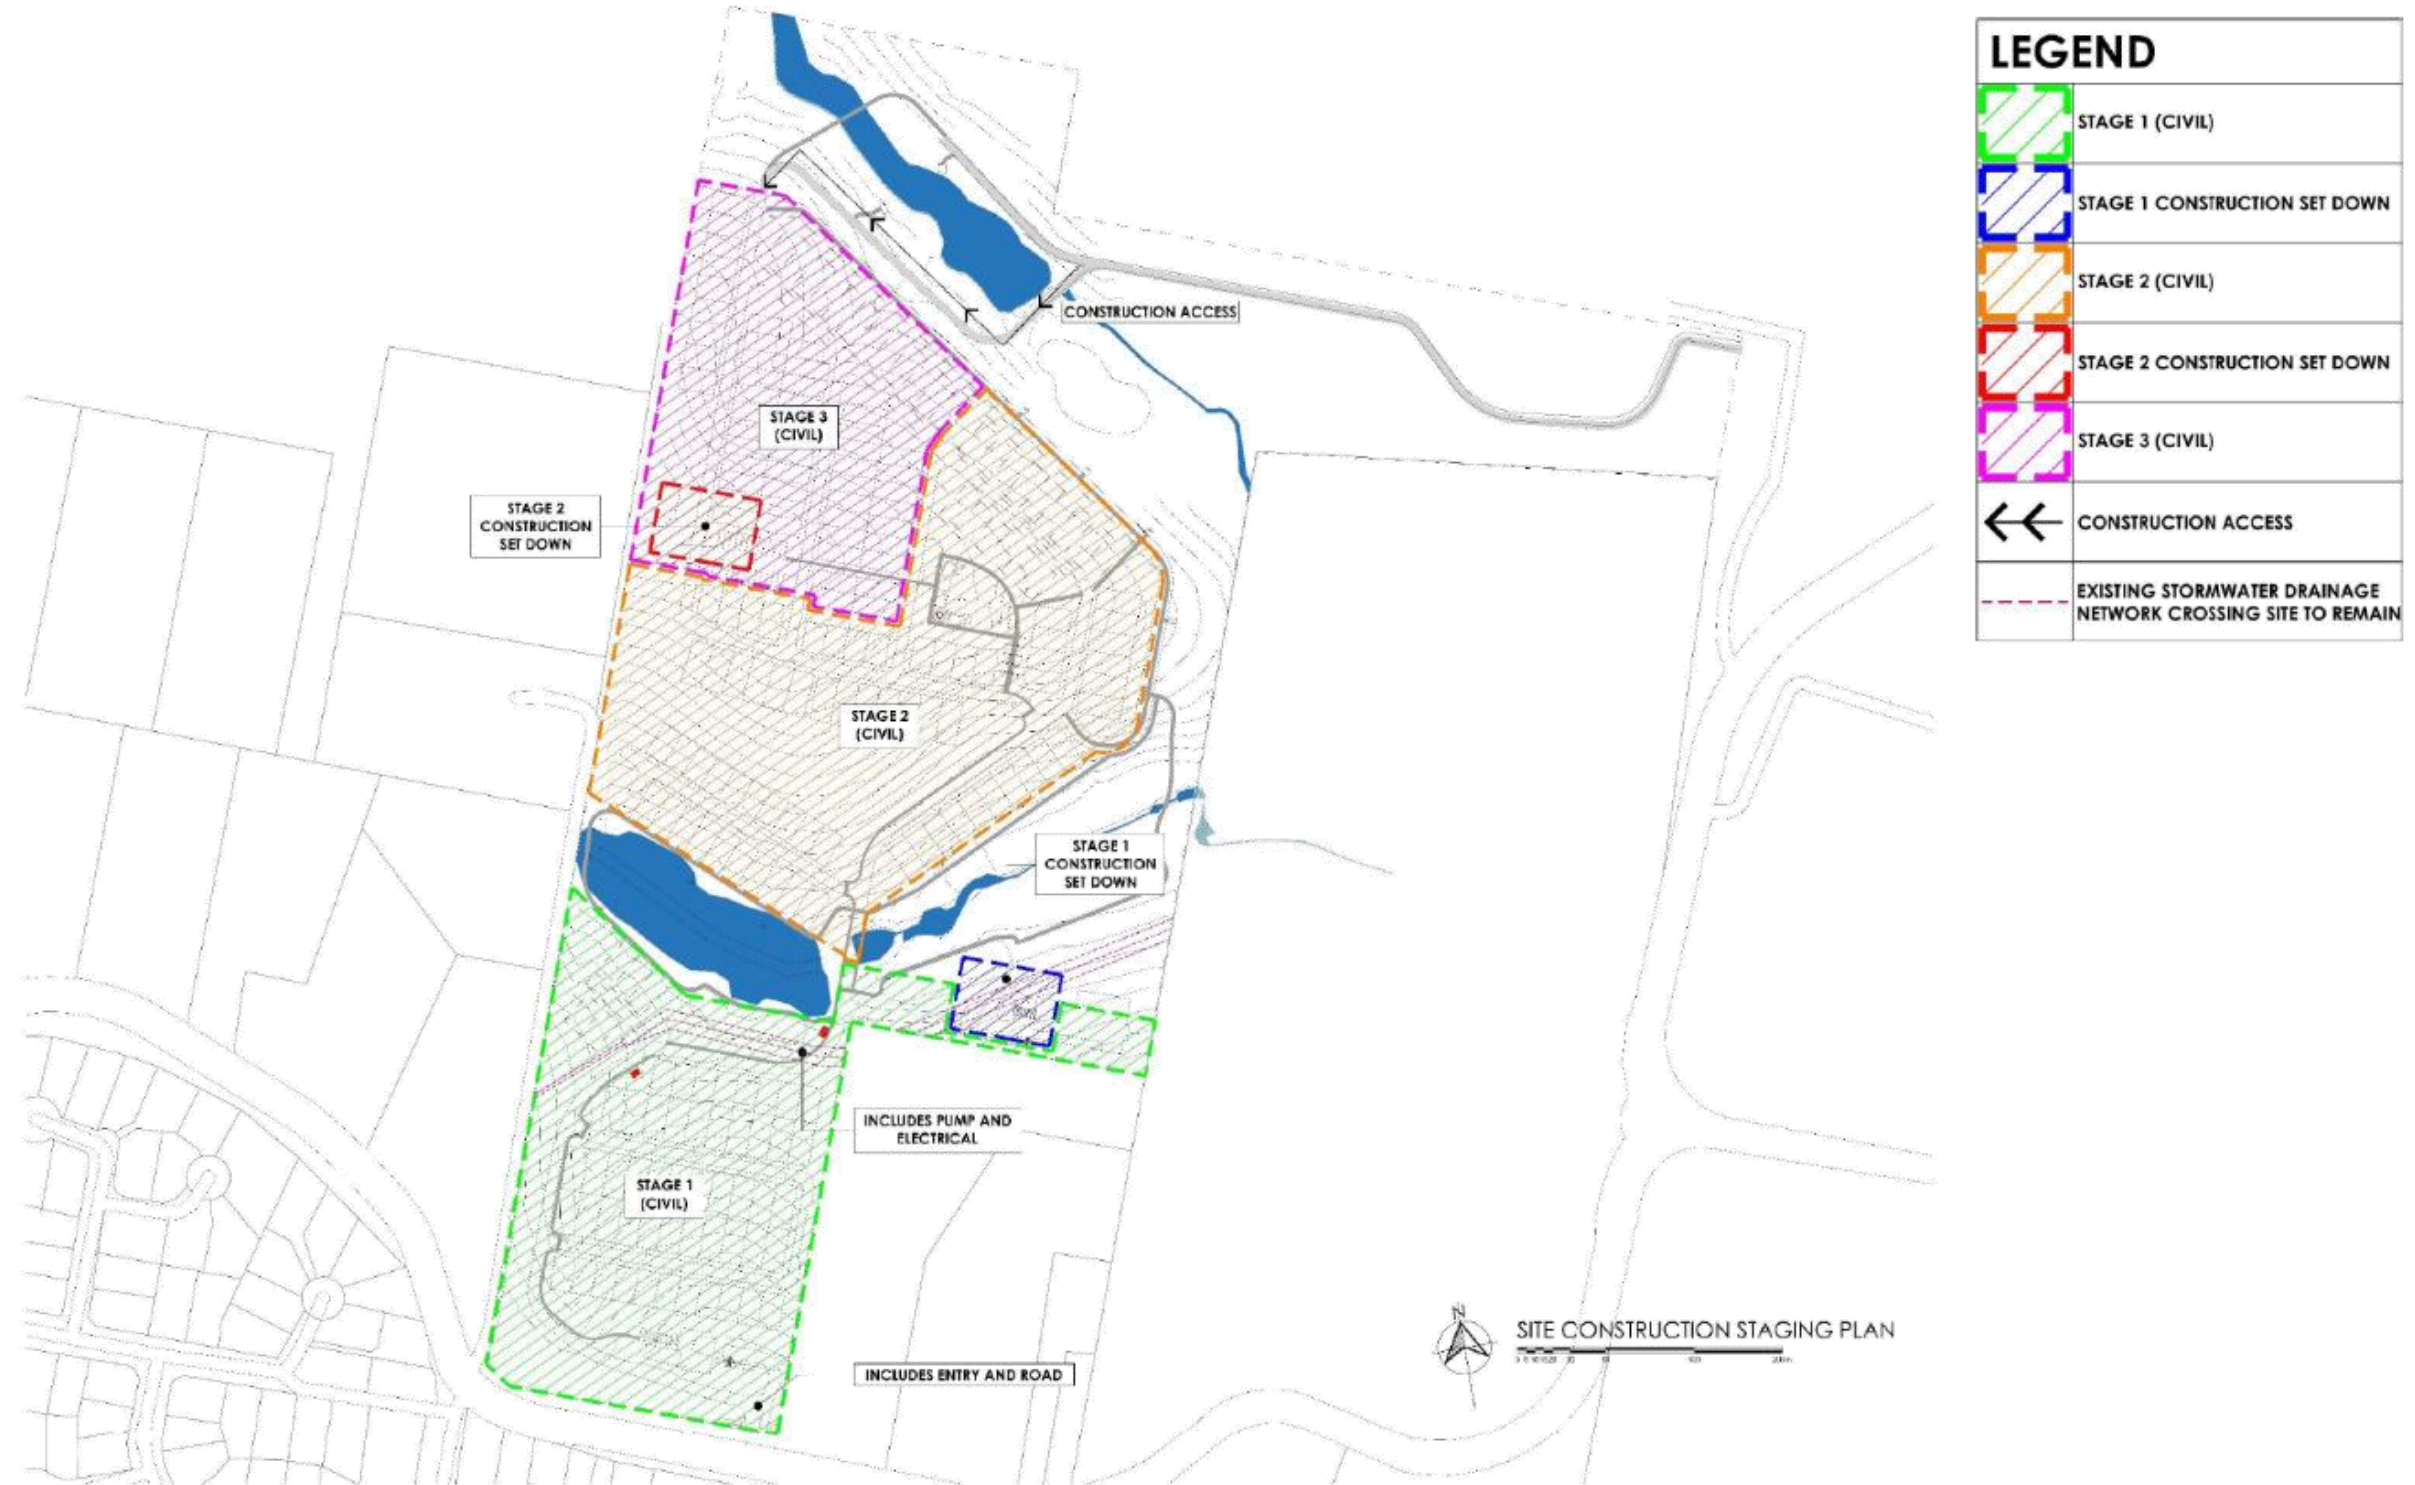 LEGEND
STAGE 1 (CIVIL)
STAGE 1 CONSTRUCTION SET DOWN
STAGE 2 (CIVIL)
STAGE 2 CONSTRUCTION SET DOWN
STAGE 3 (CIVIL)
CONSTRUCTION ACCESS
EXISTING STORMWATER DRAINAGE
NETWORK CROSSING SITE TO REMAIN
CONSTRUCTION ACCESS
STAGE 3
(CIVIL)
STAGE 2
CONSTRUCTION
SET DOWN
STAGE 2
(CIVIL)
STAGE 1
CONSTRUCTION
SET DOWN
INCLUDES PUMP AND
ELECTRICAL
STAGE 1
(CIVIL)
INCLUDES ENTRY AND ROAD
N
SITE CONSTRUCTION STAGING PLAN